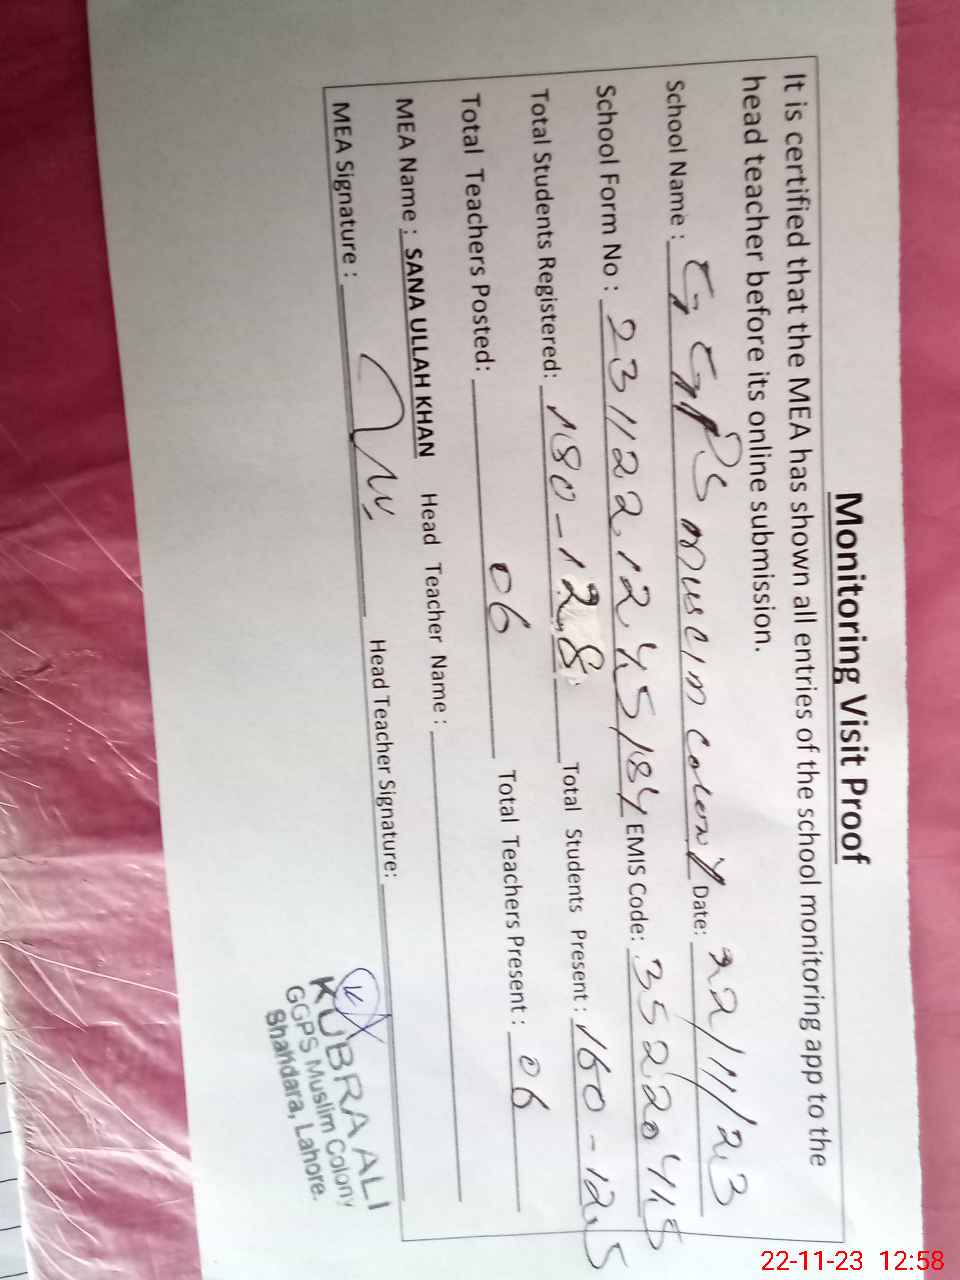 Monitoring Visit Proof
It is certified that the MEA has shown all entries of the school monitoring app to the
head teacher before its online submission.
School Name : GGPS muslim colony Date: 22/11/23
School Form No : 231122,1245184 EMIS Code: 35220415
Total Students Registered: 180-128 Total Students Present : 160-125
Total Teachers Posted: 06 Total Teachers Present : 06
MEA Name : SANA ULLAH KHAN Head Teacher Name :
MEA Signature : Head Teacher Signature:
KUBRA ALI
GGPS Muslim Colony
Shahdara, Lahore.
22-11-23 12:58